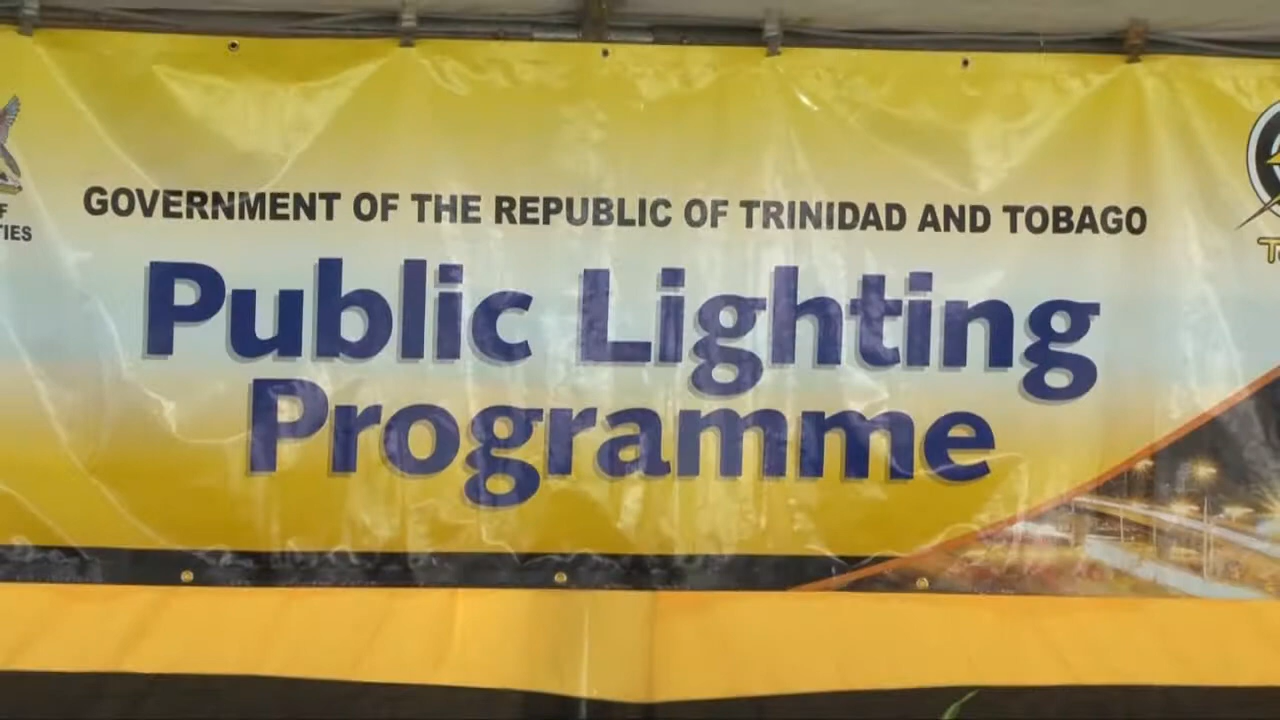 GOVERNMENT OF THE REPUBLIC OF TRINIDAD AND TOBAGO
Public Lighting
Programme